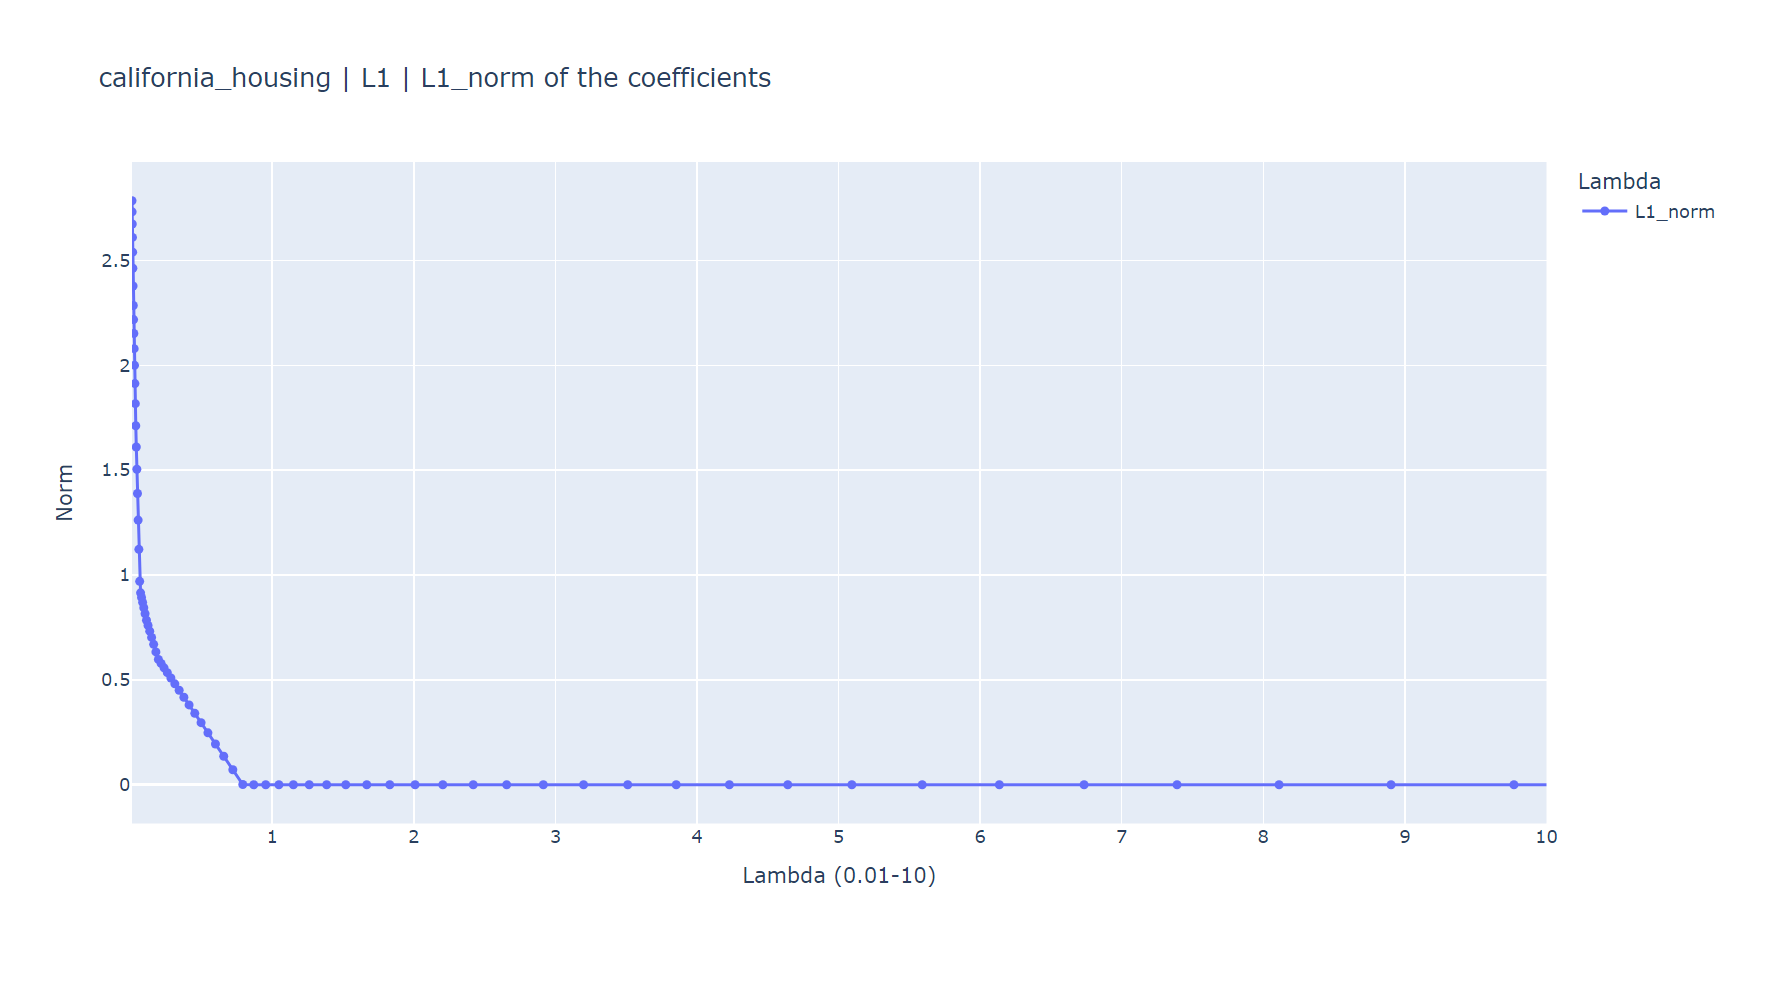 california_housing | L1 | L1_norm of the coefficients
Lambda
L1_norm
2.5
2
1.5
1
0.5
0
Norm
1 2 3 4 5 6 7 8 9 10
Lambda (0.01-10)